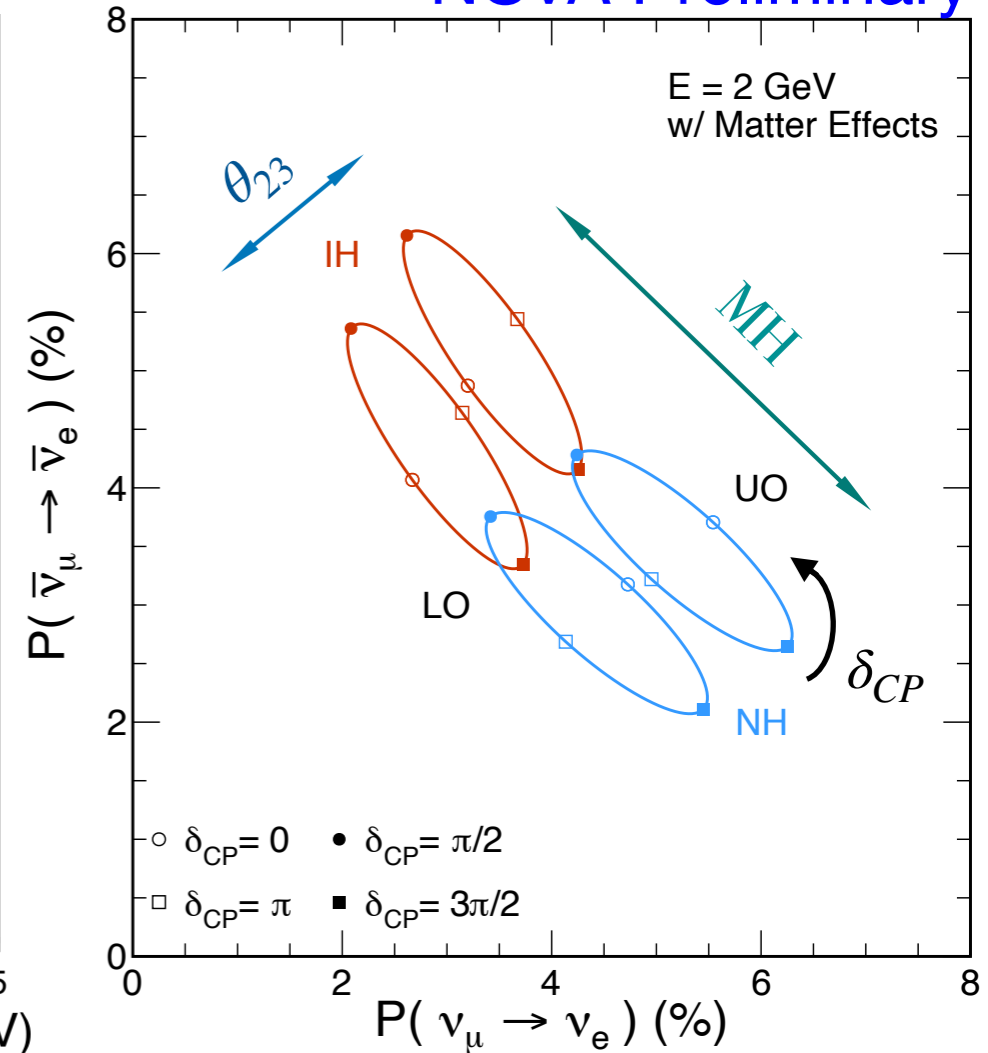 8
E = 2 GeV
w/ Matter Effects
θ23
IH
6
MH
P( ν̅μ → ν̅e ) (%)
UO
4
LO
δCP
NH
2
δCP= 0 δCP= π/2
δCP= π δCP= 3π/2
0
0 2 4 6 8
P( νμ → νe ) (%)